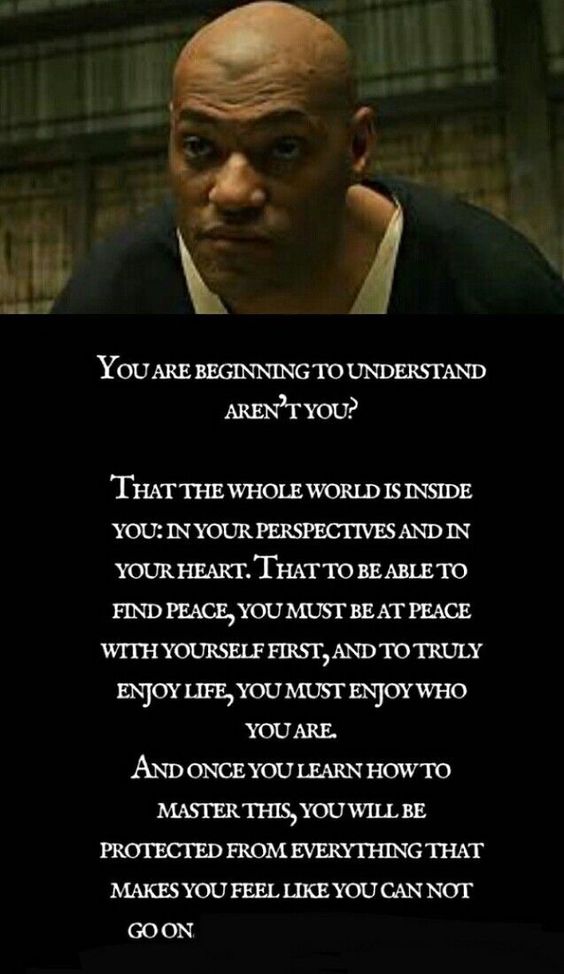 You are beginning to understand
aren't you?
That the whole world is inside
you: in your perspectives and in
your heart. That to be able to
find peace, you must be at peace
with yourself first, and to truly
enjoy life, you must enjoy who
you are.
And once you learn how to
master this, you will be
protected from everything that
makes you feel like you can not
go on